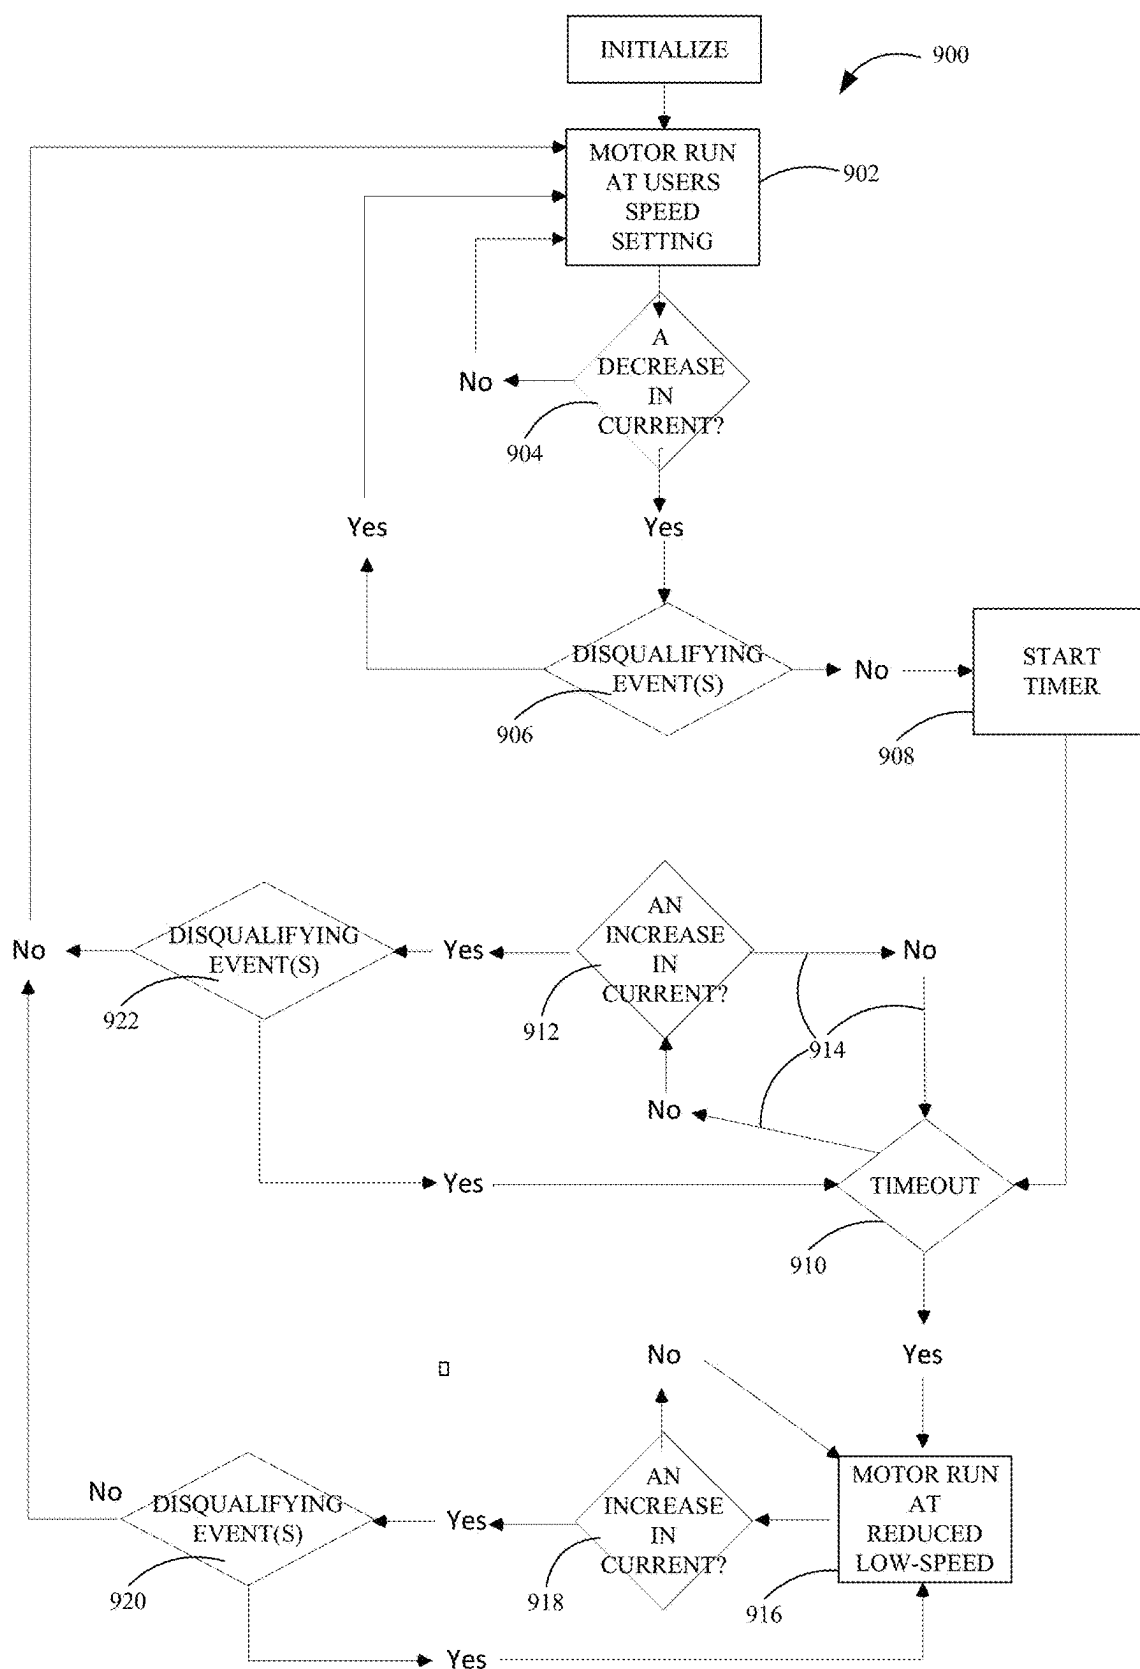 INITIALIZE
900
MOTOR RUN
AT USERS
SPEED
SETTING
902
A
DECREASE
IN
CURRENT?
No
904
Yes
Yes
DISQUALIFYING
EVENT(S)
906
No
START
TIMER
908
AN
INCREASE
IN
CURRENT?
912
No
Yes
DISQUALIFYING
EVENT(S)
922
No
914
No
Yes
TIMEOUT
910
Yes
No
MOTOR RUN
AT
REDUCED
LOW-SPEED
916
AN
INCREASE
IN
CURRENT?
918
Yes
DISQUALIFYING
EVENT(S)
920
No
Yes